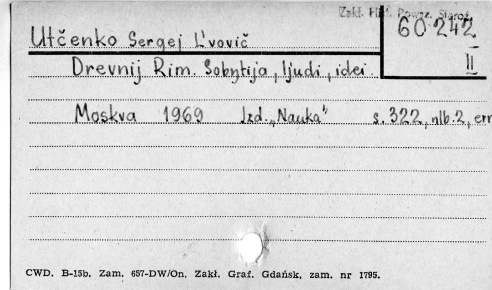 Zakł. Hist. Powsz. Staroż.
60.242
II
Utčenko Sergej L'vovič
Drevnij Rim. Sobytija, ljudi, idei.
Moskva 1969 Izd. „Nauka" s. 322, nlb. 2, err
CWD. B-15b. Zam. 657-DW/On. Zakł. Graf. Gdańsk, zam. nr 1795.